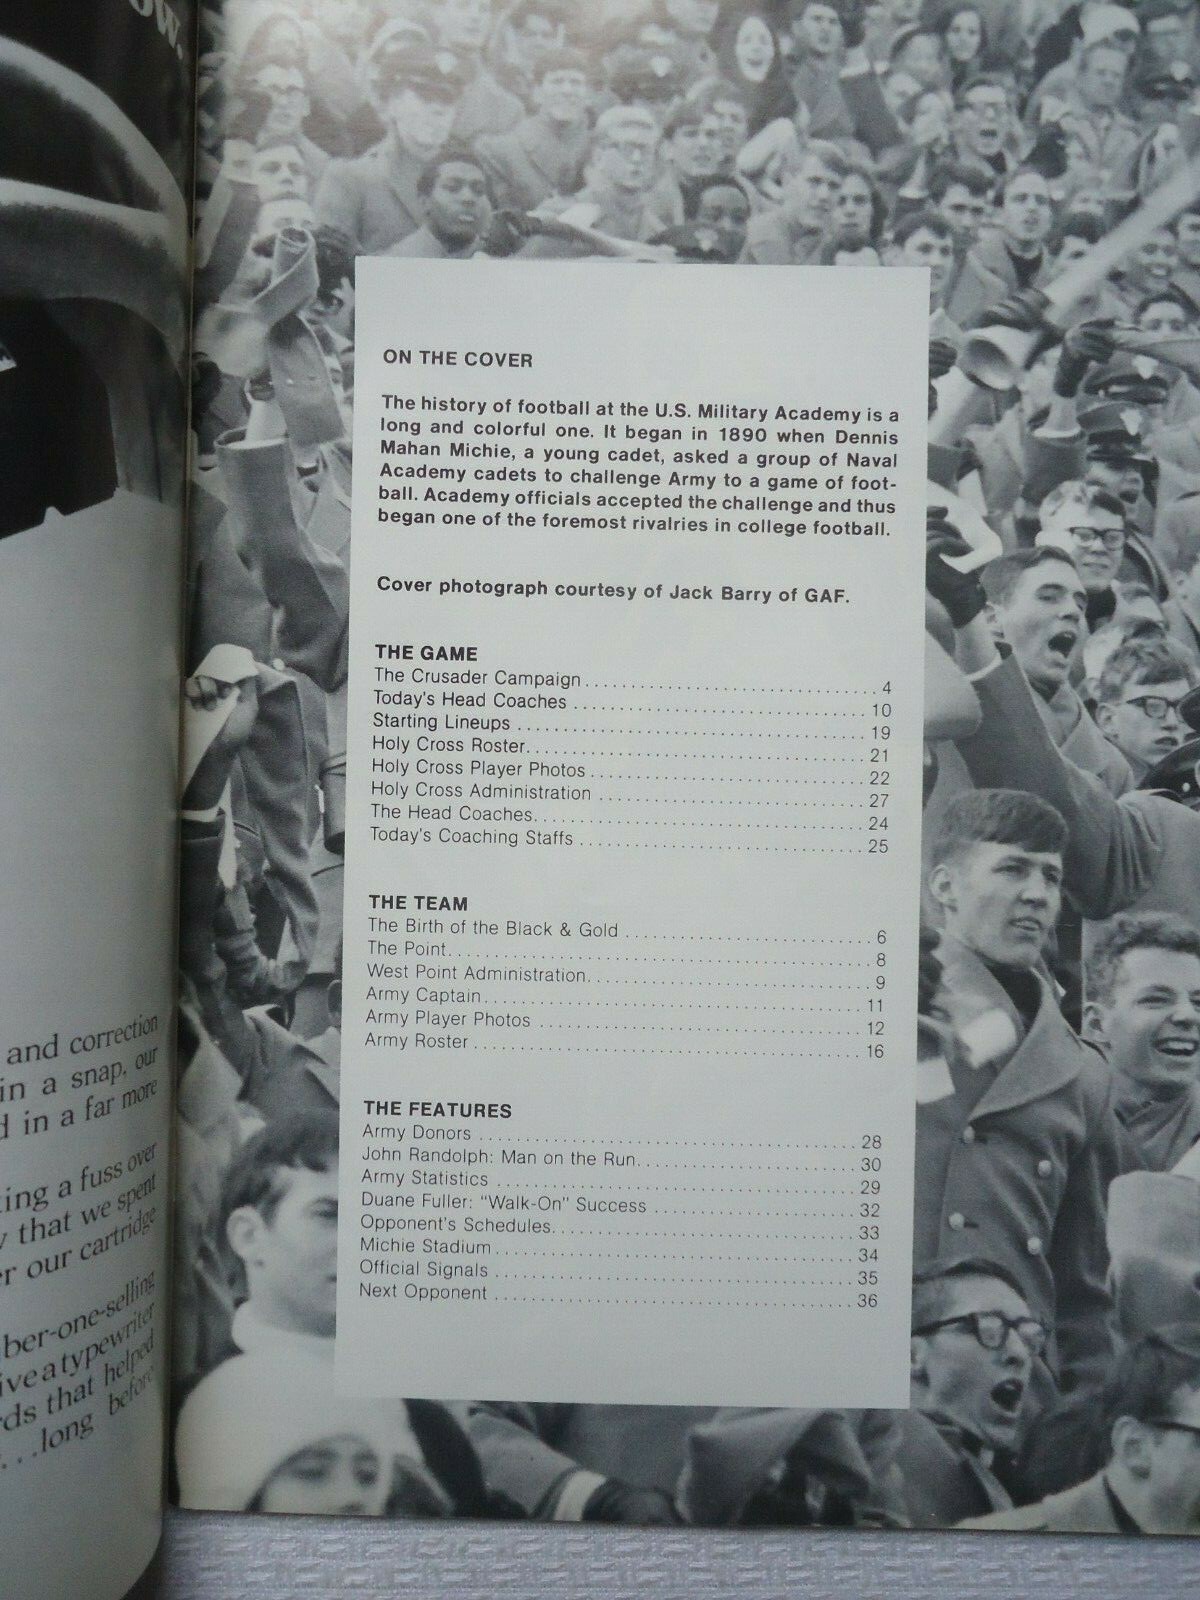 ow.
and correction
in a snap, our
d in a far more
ting a fuss over
y that we spent
er our cartridge
ber-one-selling
ive a typewriter
rds that helped
. . .long before
ON THE COVER
The history of football at the U.S. Military Academy is a
long and colorful one. It began in 1890 when Dennis
Mahan Michie, a young cadet, asked a group of Naval
Academy cadets to challenge Army to a game of foot-
ball. Academy officials accepted the challenge and thus
began one of the foremost rivalries in college football.
Cover photograph courtesy of Jack Barry of GAF.
THE GAME
The Crusader Campaign . . . . . . . . . . . . . . . . . . . . 4
Today's Head Coaches . . . . . . . . . . . . . . . . . . . . 10
Starting Lineups . . . . . . . . . . . . . . . . . . . . 19
Holy Cross Roster. . . . . . . . . . . . . . . . . . . . 21
Holy Cross Player Photos . . . . . . . . . . . . . . . . . . . . 22
Holy Cross Administration . . . . . . . . . . . . . . . . . . . . 27
The Head Coaches. . . . . . . . . . . . . . . . . . . . 24
Today's Coaching Staffs . . . . . . . . . . . . . . . . . . . . 25
THE TEAM
The Birth of the Black & Gold . . . . . . . . . . . . . . . . . . . . 6
The Point. . . . . . . . . . . . . . . . . . . . 8
West Point Administration. . . . . . . . . . . . . . . . . . . . 9
Army Captain . . . . . . . . . . . . . . . . . . . . 11
Army Player Photos . . . . . . . . . . . . . . . . . . . . 12
Army Roster . . . . . . . . . . . . . . . . . . . . 16
THE FEATURES
Army Donors . . . . . . . . . . . . . . . . . . . . 28
John Randolph: Man on the Run. . . . . . . . . . . . . . . . . . . . 30
Army Statistics . . . . . . . . . . . . . . . . . . . . 29
Duane Fuller: "Walk-On" Success . . . . . . . . . . . . . . . . . . . . 32
Opponent's Schedules. . . . . . . . . . . . . . . . . . . . 33
Michie Stadium . . . . . . . . . . . . . . . . . . . . 34
Official Signals . . . . . . . . . . . . . . . . . . . . 35
Next Opponent . . . . . . . . . . . . . . . . . . . . 36